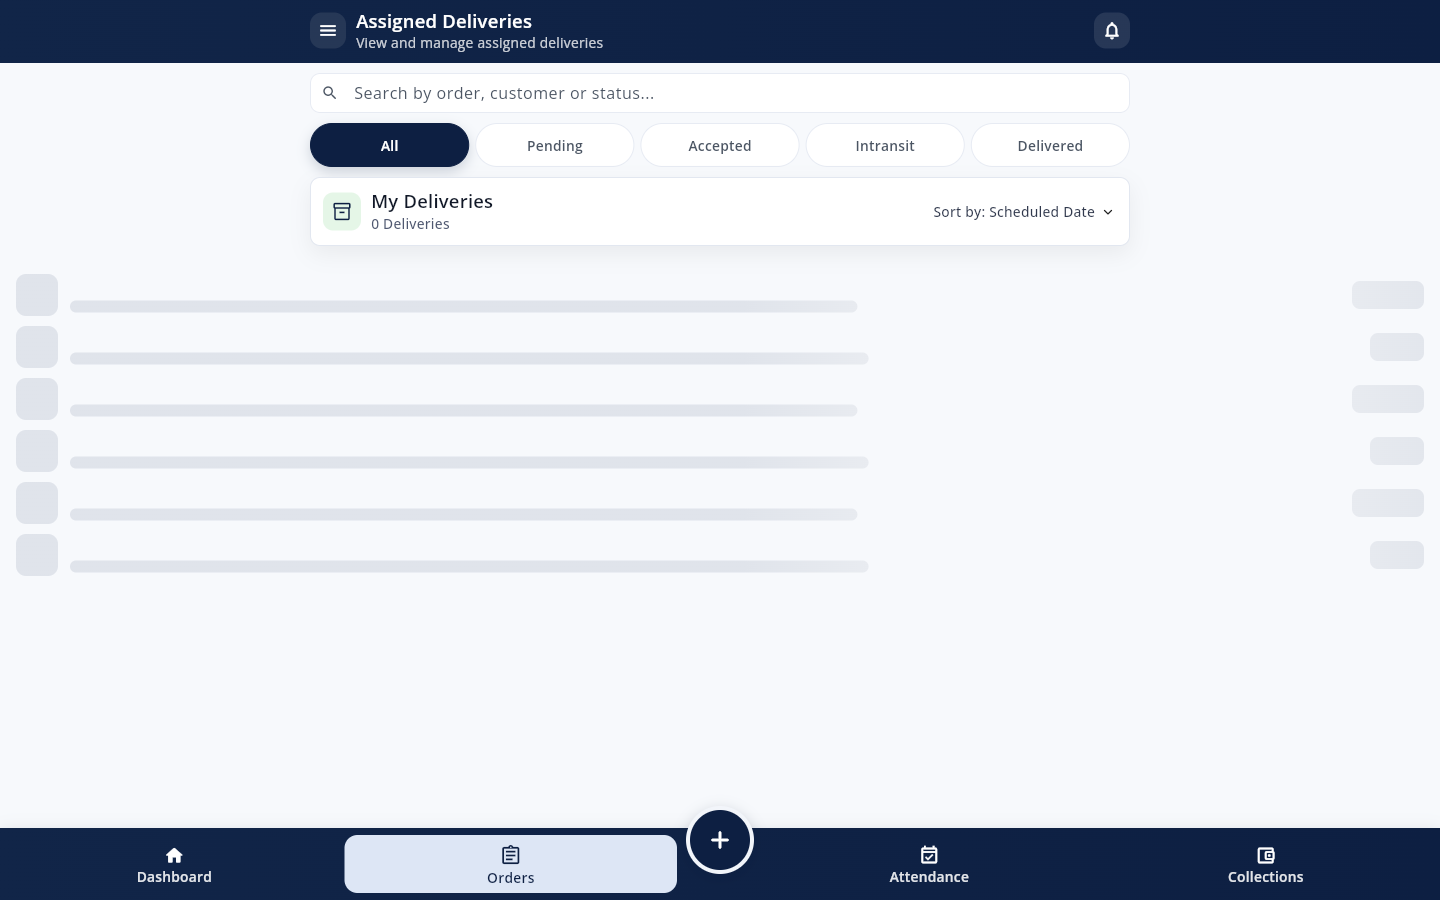 Assigned Deliveries
View and manage assigned deliveries
Search by order, customer or status...
All
Pending
Accepted
Intransit
Delivered
My Deliveries
0 Deliveries
Sort by: Scheduled Date
Dashboard
Orders
Attendance
Collections